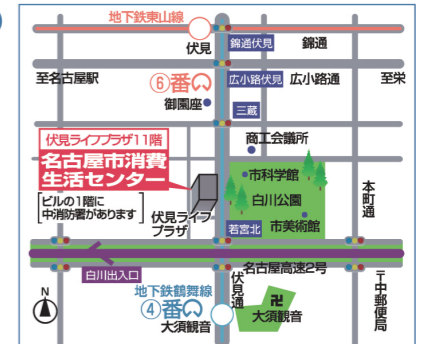 地下鉄東山線
伏見
錦通伏見
錦通
至名古屋駅
⑥番
広小路伏見
広小路通
至栄
御園座
三蔵
商工会議所
伏見ライフプラザ11階
名古屋市消費
生活センター
ビルの1階に
中消防署があります
市科学館
白川公園
本町通
伏見ライフ
プラザ
若宮北
市美術館
白川出入口
名古屋高速2号
伏見通
地下鉄鶴舞線
④番
大須観音
卍
大須観音
〒中郵便局
N